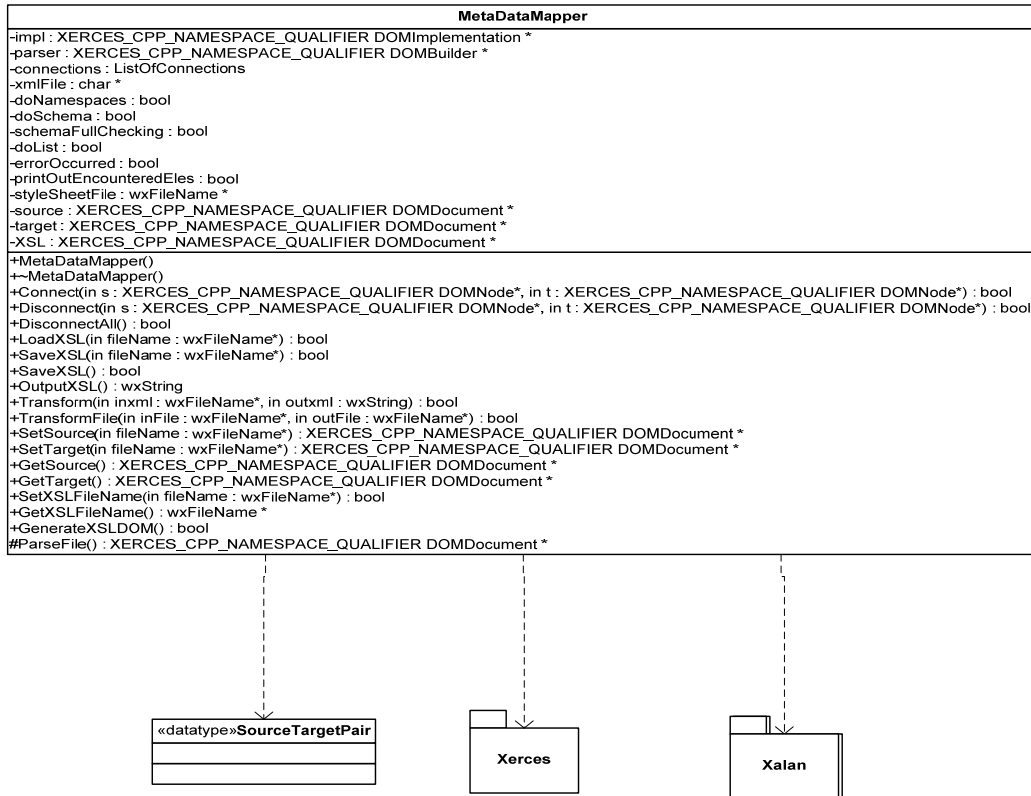 MetaDataMapper
-impl : XERCES_CPP_NAMESPACE_QUALIFIER DOMImplementation *
-parser : XERCES_CPP_NAMESPACE_QUALIFIER DOMBuilder *
-connections : ListOfConnections
-xmlFile : char *
-doNamespaces : bool
-doSchema : bool
-schemaFullChecking : bool
-doList : bool
-errorOccurred : bool
-printOutEncounteredEles : bool
-styleSheetFile : wxFileName *
-source : XERCES_CPP_NAMESPACE_QUALIFIER DOMDocument *
-target : XERCES_CPP_NAMESPACE_QUALIFIER DOMDocument *
-XSL : XERCES_CPP_NAMESPACE_QUALIFIER DOMDocument *
+MetaDataMapper()
+~MetaDataMapper()
+Connect(in s : XERCES_CPP_NAMESPACE_QUALIFIER DOMNode*, in t : XERCES_CPP_NAMESPACE_QUALIFIER DOMNode*) : bool
+Disconnect(in s : XERCES_CPP_NAMESPACE_QUALIFIER DOMNode*, in t : XERCES_CPP_NAMESPACE_QUALIFIER DOMNode*) : bool
+DisconnectAll() : bool
+LoadXSL(in fileName : wxFileName*) : bool
+SaveXSL(in fileName : wxFileName*) : bool
+SaveXSL() : bool
+OutputXSL() : wxString
+Transform(in inxml : wxFileName*, in outxml : wxString) : bool
+TransformFile(in inFile : wxFileName*, in outFile : wxFileName*) : bool
+SetSource(in fileName : wxFileName*) : XERCES_CPP_NAMESPACE_QUALIFIER DOMDocument *
+SetTarget(in fileName : wxFileName*) : XERCES_CPP_NAMESPACE_QUALIFIER DOMDocument *
+GetSource() : XERCES_CPP_NAMESPACE_QUALIFIER DOMDocument *
+GetTarget() : XERCES_CPP_NAMESPACE_QUALIFIER DOMDocument *
+SetXSLFileName(in fileName : wxFileName*) : bool
+GetXSLFileName() : wxFileName *
+GenerateXSLDOM() : bool
#ParseFile() : XERCES_CPP_NAMESPACE_QUALIFIER DOMDocument *
«datatype»SourceTargetPair
Xerces
Xalan